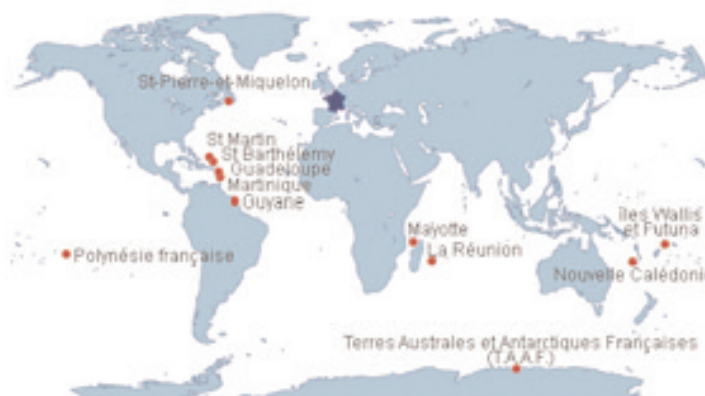 St-Pierre-et-Miquelon
St Martin
St Barthélémy
Guadeloupe
Martinique
Guyane
Polynésie française
Mayotte
La Réunion
Iles Wallis
et Futuna
Nouvelle Calédoni
Terres Australes et Antarctiques Françaises
(T.A.A.F.)